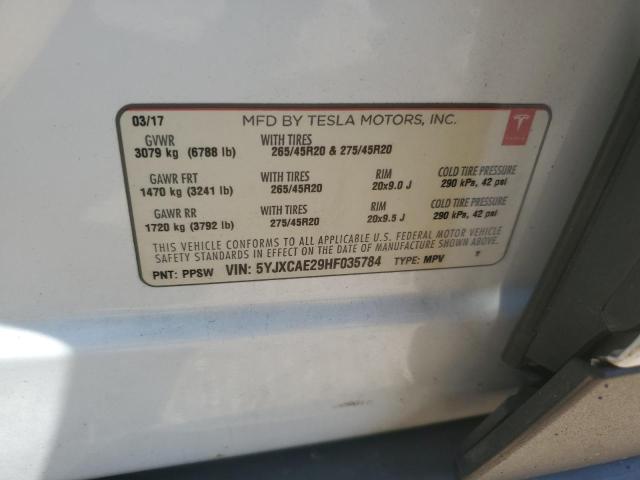 03/17 MFD BY TESLA MOTORS, INC.
GVWR WITH TIRES
3079 kg (6788 lb) 265/45R20 & 275/45R20
GAWR FRT WITH TIRES RIM COLD TIRE PRESSURE
1470 kg (3241 lb) 265/45R20 20x9.0 J 290 kPa, 42 psi
GAWR RR WITH TIRES RIM COLD TIRE PRESSURE
1720 kg (3792 lb) 275/45R20 20x9.5 J 290 kPa, 42 psi
THIS VEHICLE CONFORMS TO ALL APPLICABLE U.S. FEDERAL MOTOR VEHICLE
SAFETY STANDARDS IN EFFECT ON THE DATE OF MANUFACTURE SHOWN ABOVE.
PNT: PPSW VIN: 5YJXCAE29HF035784 TYPE: MPV